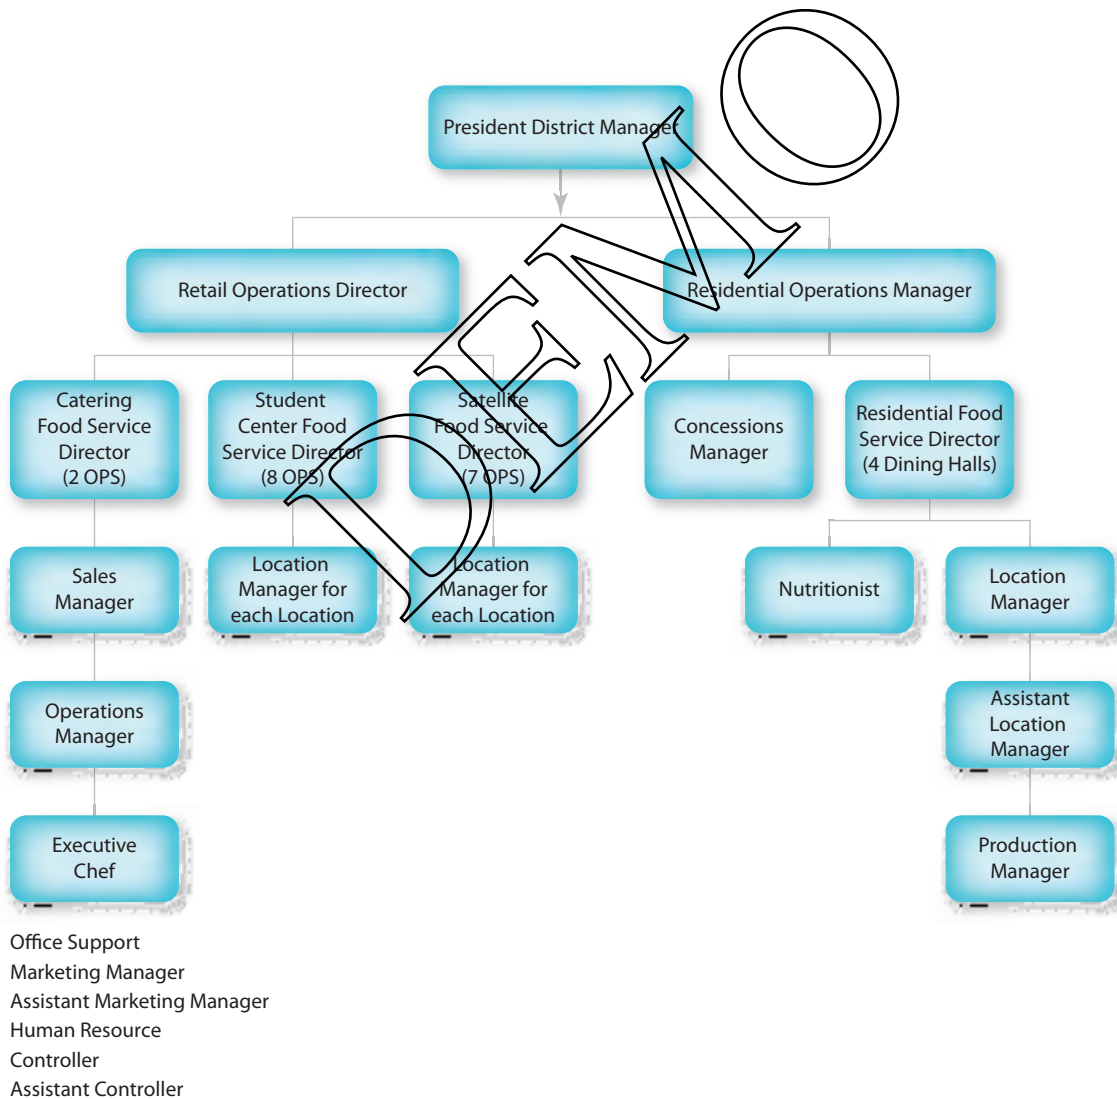 President District Manager
Retail Operations Director
Residential Operations Manager
Catering
Food Service
Director
(2 OPS)
Student
Center Food
Service Director
(8 OPS)
Satellite
Food Service
Director
(7 OPS)
Concessions
Manager
Residential Food
Service Director
(4 Dining Halls)
Sales
Manager
Location
Manager for
each Location
Location
Manager for
each Location
Nutritionist
Location
Manager
Operations
Manager
Assistant
Location
Manager
Executive
Chef
Production
Manager
Office Support
Marketing Manager
Assistant Marketing Manager
Human Resource
Controller
Assistant Controller
DEMO